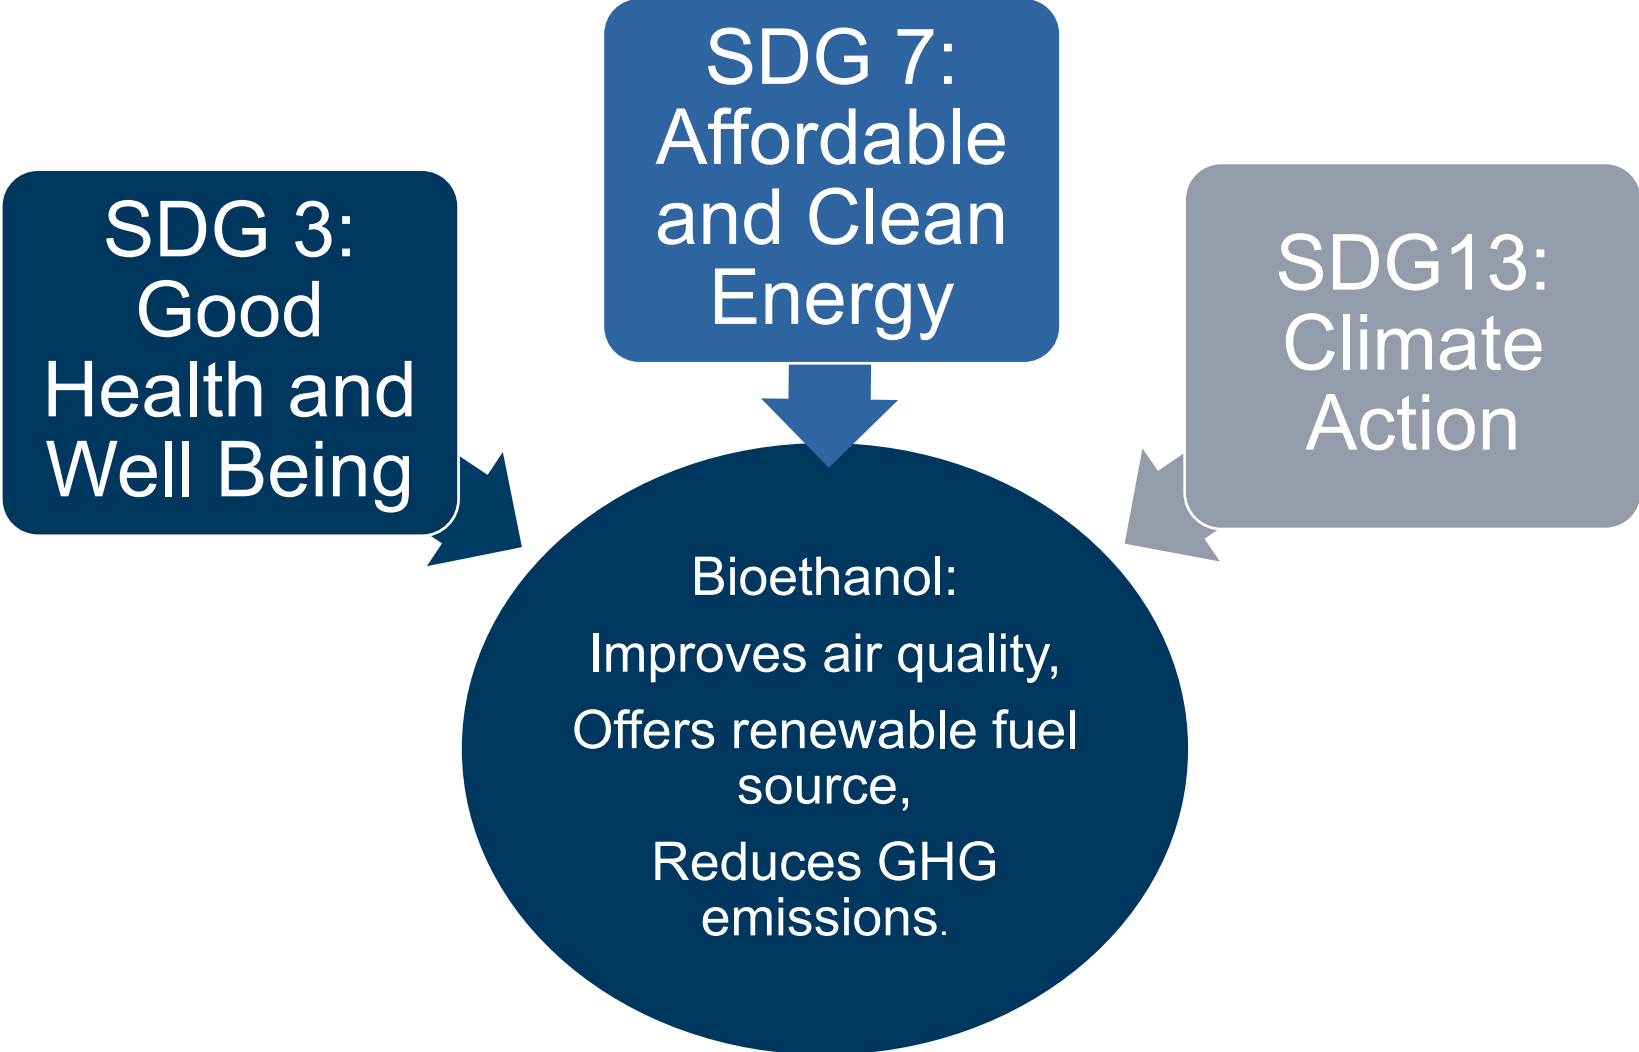 SDG 3:
Good
Health and
Well Being
SDG 7:
Affordable
and Clean
Energy
SDG13:
Climate
Action
Bioethanol:
Improves air quality,
Offers renewable fuel
source,
Reduces GHG
emissions.